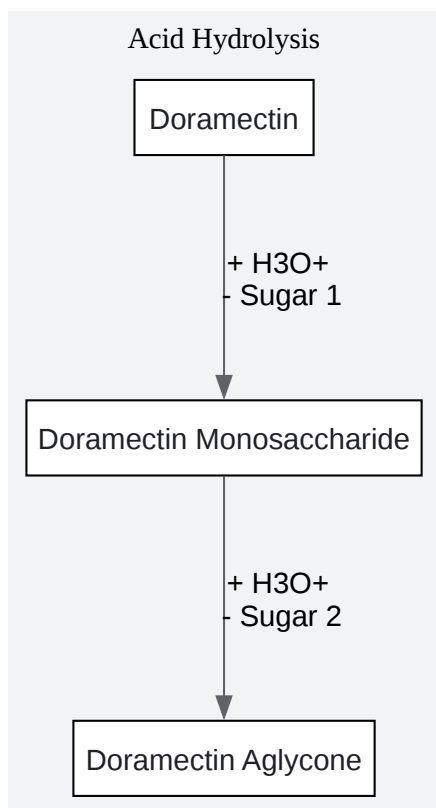 Acid Hydrolysis
Doramectin
+ H3O+
- Sugar 1
Doramectin Monosaccharide
+ H3O+
- Sugar 2
Doramectin Aglycone